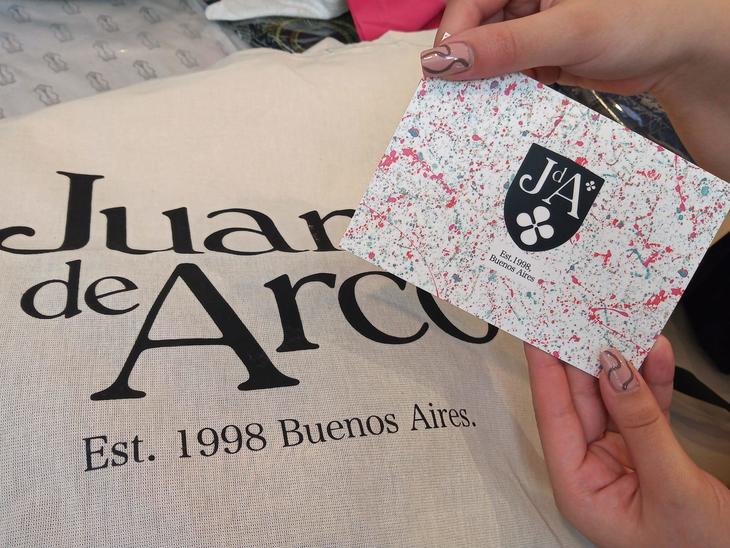 Juan
de Arco
Est. 1998 Buenos Aires.
JdA
Est. 1998,
Buenos Aires